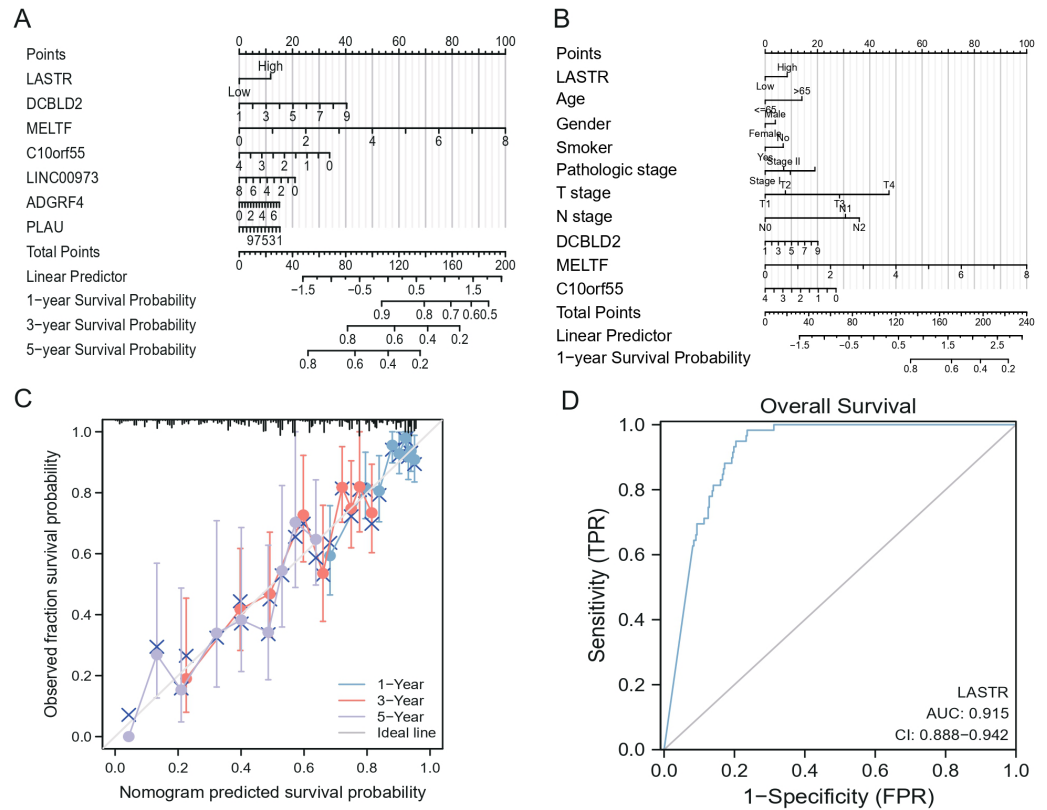 A
Points
0 20 40 60 80 100
LASTR
High
Low
DCBLD2
1 3 5 7 9
MELTF
0 2 4 6 8
C10orf55
4 3 2 1 0
LINC00973
8 6 4 2 0
ADGRF4
0 2 4 6
PLAU
97531
Total Points
0 40 80 120 160 200
Linear Predictor
−1.5 −0.5 0.5 1.5
1−year Survival Probability
0.9 0.8 0.7 0.6 0.5
3−year Survival Probability
0.8 0.6 0.4 0.2
5−year Survival Probability
0.8 0.6 0.4 0.2
B
Points
0 20 40 60 80 100
LASTR
High
Low
Age
>65
<=65
Gender
Male
Female
Smoker
No
Yes
Pathologic stage
Stage II
Stage I
T stage
T2 T4
T1 T3
N stage
N1
N0 N2
DCBLD2
1 3 5 7 9
MELTF
0 2 4 6 8
C10orf55
4 3 2 1 0
Total Points
0 40 80 120 160 200 240
Linear Predictor
−1.5 −0.5 0.5 1.5 2.5
1−year Survival Probability
0.8 0.6 0.4 0.2
C
Observed fraction survival probability
1.0
0.8
0.6
0.4
0.2
0.0
1−Year
3−Year
5−Year
Ideal line
0.0 0.2 0.4 0.6 0.8 1.0
Nomogram predicted survival probability
D
Overall Survival
Sensitivity (TPR)
1.0
0.8
0.6
0.4
0.2
0.0
LASTR
AUC: 0.915
CI: 0.888−0.942
0.0 0.2 0.4 0.6 0.8 1.0
1−Specificity (FPR)